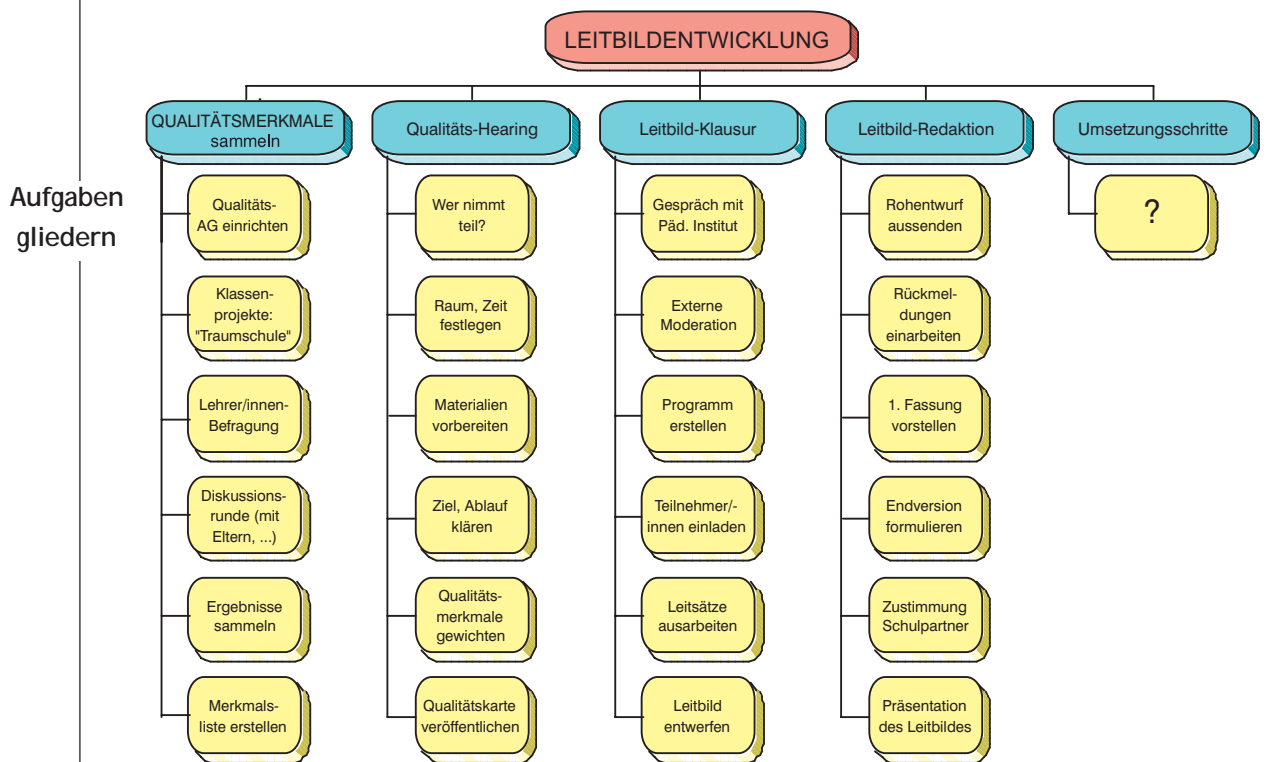 LEITBILDENTWICKLUNG
Aufgaben
gliedern
QUALITÄTSMERKMALE
sammeln
Qualitäts-
AG einrichten
Klassen-
projekte:
"Traumschule"
Lehrer/innen-
Befragung
Diskussions-
runde (mit
Eltern, ...)
Ergebnisse
sammeln
Merkmals-
liste erstellen
Qualitäts-Hearing
Wer nimmt
teil?
Raum, Zeit
festlegen
Materialien
vorbereiten
Ziel, Ablauf
klären
Qualitäts-
merkmale
gewichten
Qualitätskarte
veröffentlichen
Leitbild-Klausur
Gespräch mit
Päd. Institut
Externe
Moderation
Programm
erstellen
Teilnehmer/-
innen einladen
Leitsätze
ausarbeiten
Leitbild
entwerfen
Leitbild-Redaktion
Rohentwurf
aussenden
Rückmel-
dungen
einarbeiten
1. Fassung
vorstellen
Endversion
formulieren
Zustimmung
Schulpartner
Präsentation
des Leitbildes
Umsetzungsschritte
?